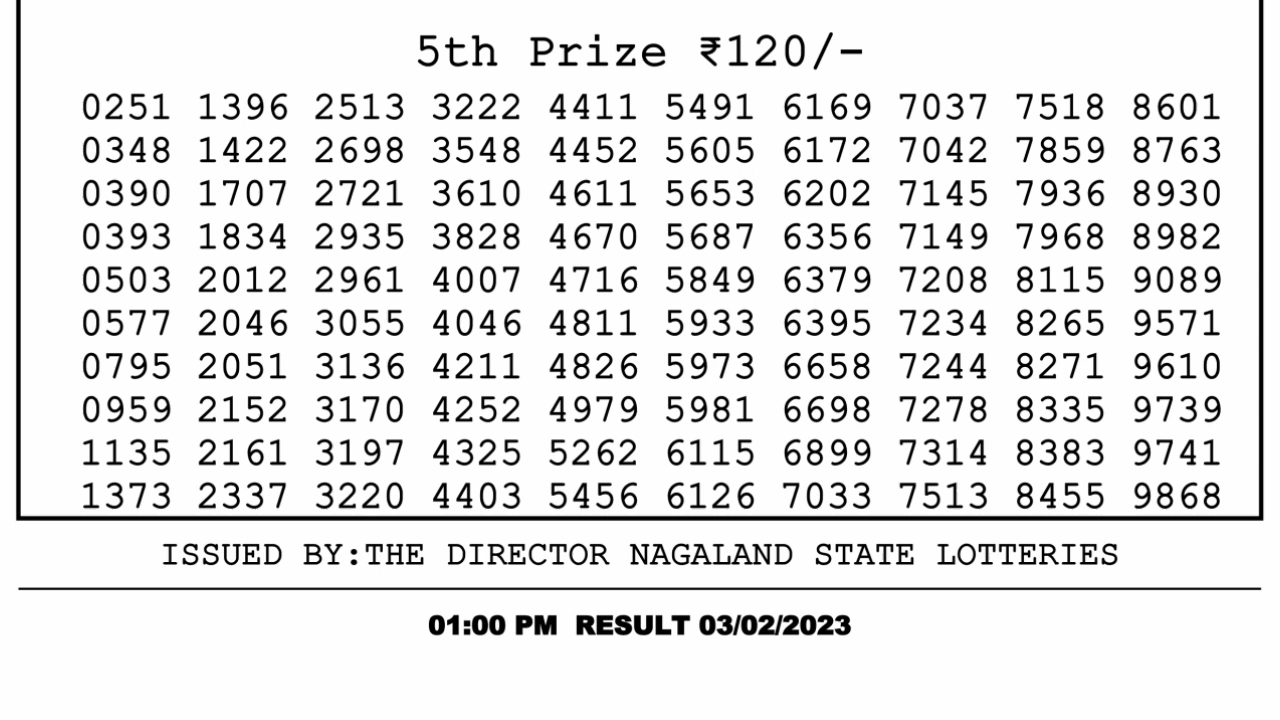 5th Prize ₹120/-
0251 1396 2513 3222 4411 5491 6169 7037 7518 8601
0348 1422 2698 3548 4452 5605 6172 7042 7859 8763
0390 1707 2721 3610 4611 5653 6202 7145 7936 8930
0393 1834 2935 3828 4670 5687 6356 7149 7968 8982
0503 2012 2961 4007 4716 5849 6379 7208 8115 9089
0577 2046 3055 4046 4811 5933 6395 7234 8265 9571
0795 2051 3136 4211 4826 5973 6658 7244 8271 9610
0959 2152 3170 4252 4979 5981 6698 7278 8335 9739
1135 2161 3197 4325 5262 6115 6899 7314 8383 9741
1373 2337 3220 4403 5456 6126 7033 7513 8455 9868
ISSUED BY:THE DIRECTOR NAGALAND STATE LOTTERIES
01:00 PM RESULT 03/02/2023